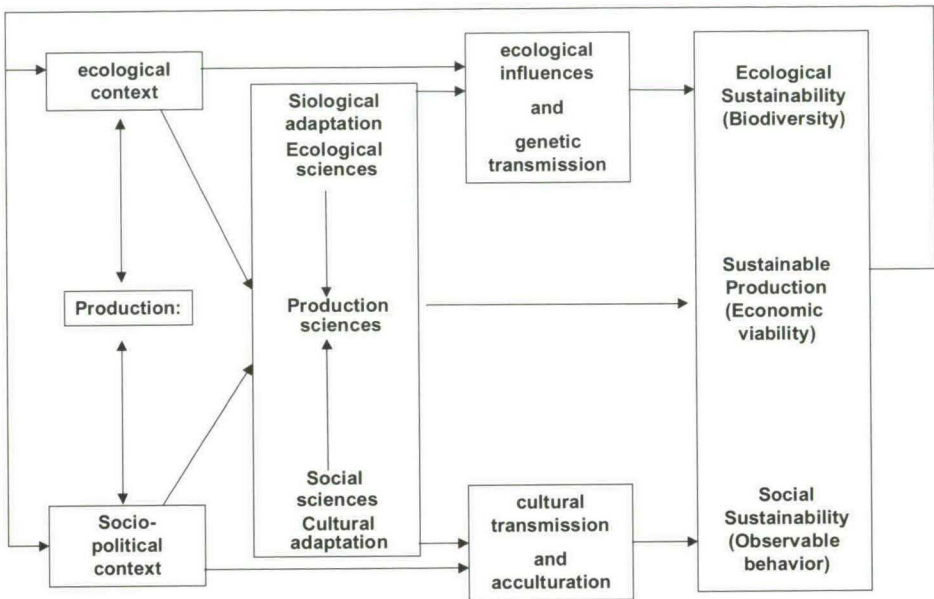 ecological
context
Production:
Socio-
political
context
Siological
adaptation
Ecological
sciences
Production
sciences
Social
sciences
Cultural
adaptation
ecological
influences
and
genetic
transmission
cultural
transmission
and
acculturation
Ecological
Sustainability
(Biodiversity)
Sustainable
Production
(Economic
viability)
Social
Sustainability
(Observable
behavior)